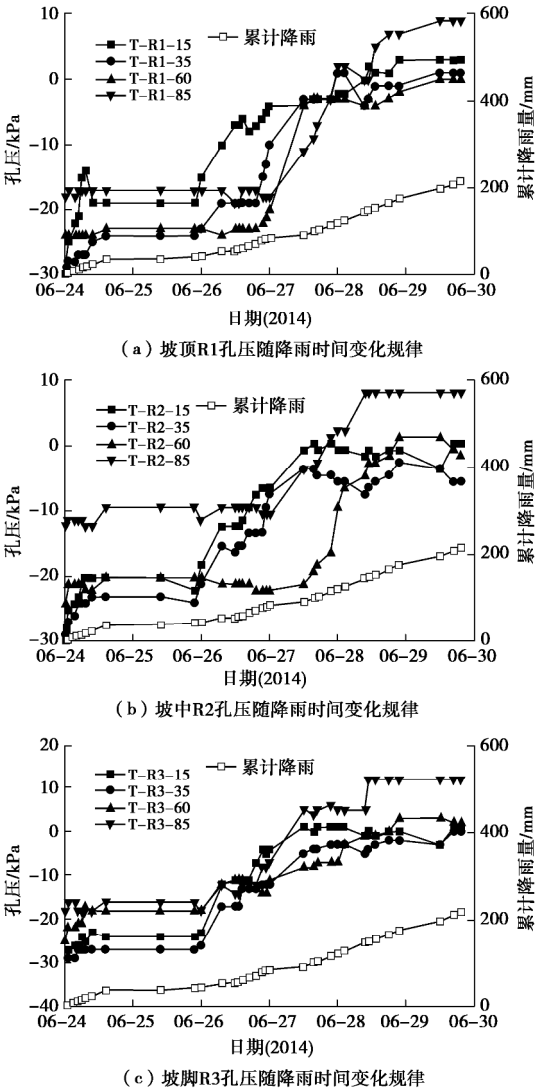 10
0
-10
-20
-30
孔压/kPa
T-R1-15
T-R1-35
T-R1-60
T-R1-85
累计降雨
600
400
200
0
累计降雨量/mm
06-24 06-25 06-26 06-27 06-28 06-29 06-30
日期(2014)
(a) 坡顶R1孔压随降雨时间变化规律
10
0
-10
-20
-30
孔压/kPa
T-R2-15
T-R2-35
T-R2-60
T-R2-85
累计降雨
600
400
200
0
累计降雨量/mm
06-24 06-25 06-26 06-27 06-28 06-29 06-30
日期(2014)
(b) 坡中R2孔压随降雨时间变化规律
20
10
0
-10
-20
-30
-40
孔压/kPa
T-R3-15
T-R3-35
T-R3-60
T-R3-85
累计降雨
600
400
200
0
累计降雨量/mm
06-24 06-25 06-26 06-27 06-28 06-29 06-30
日期(2014)
(c) 坡脚R3孔压随降雨时间变化规律